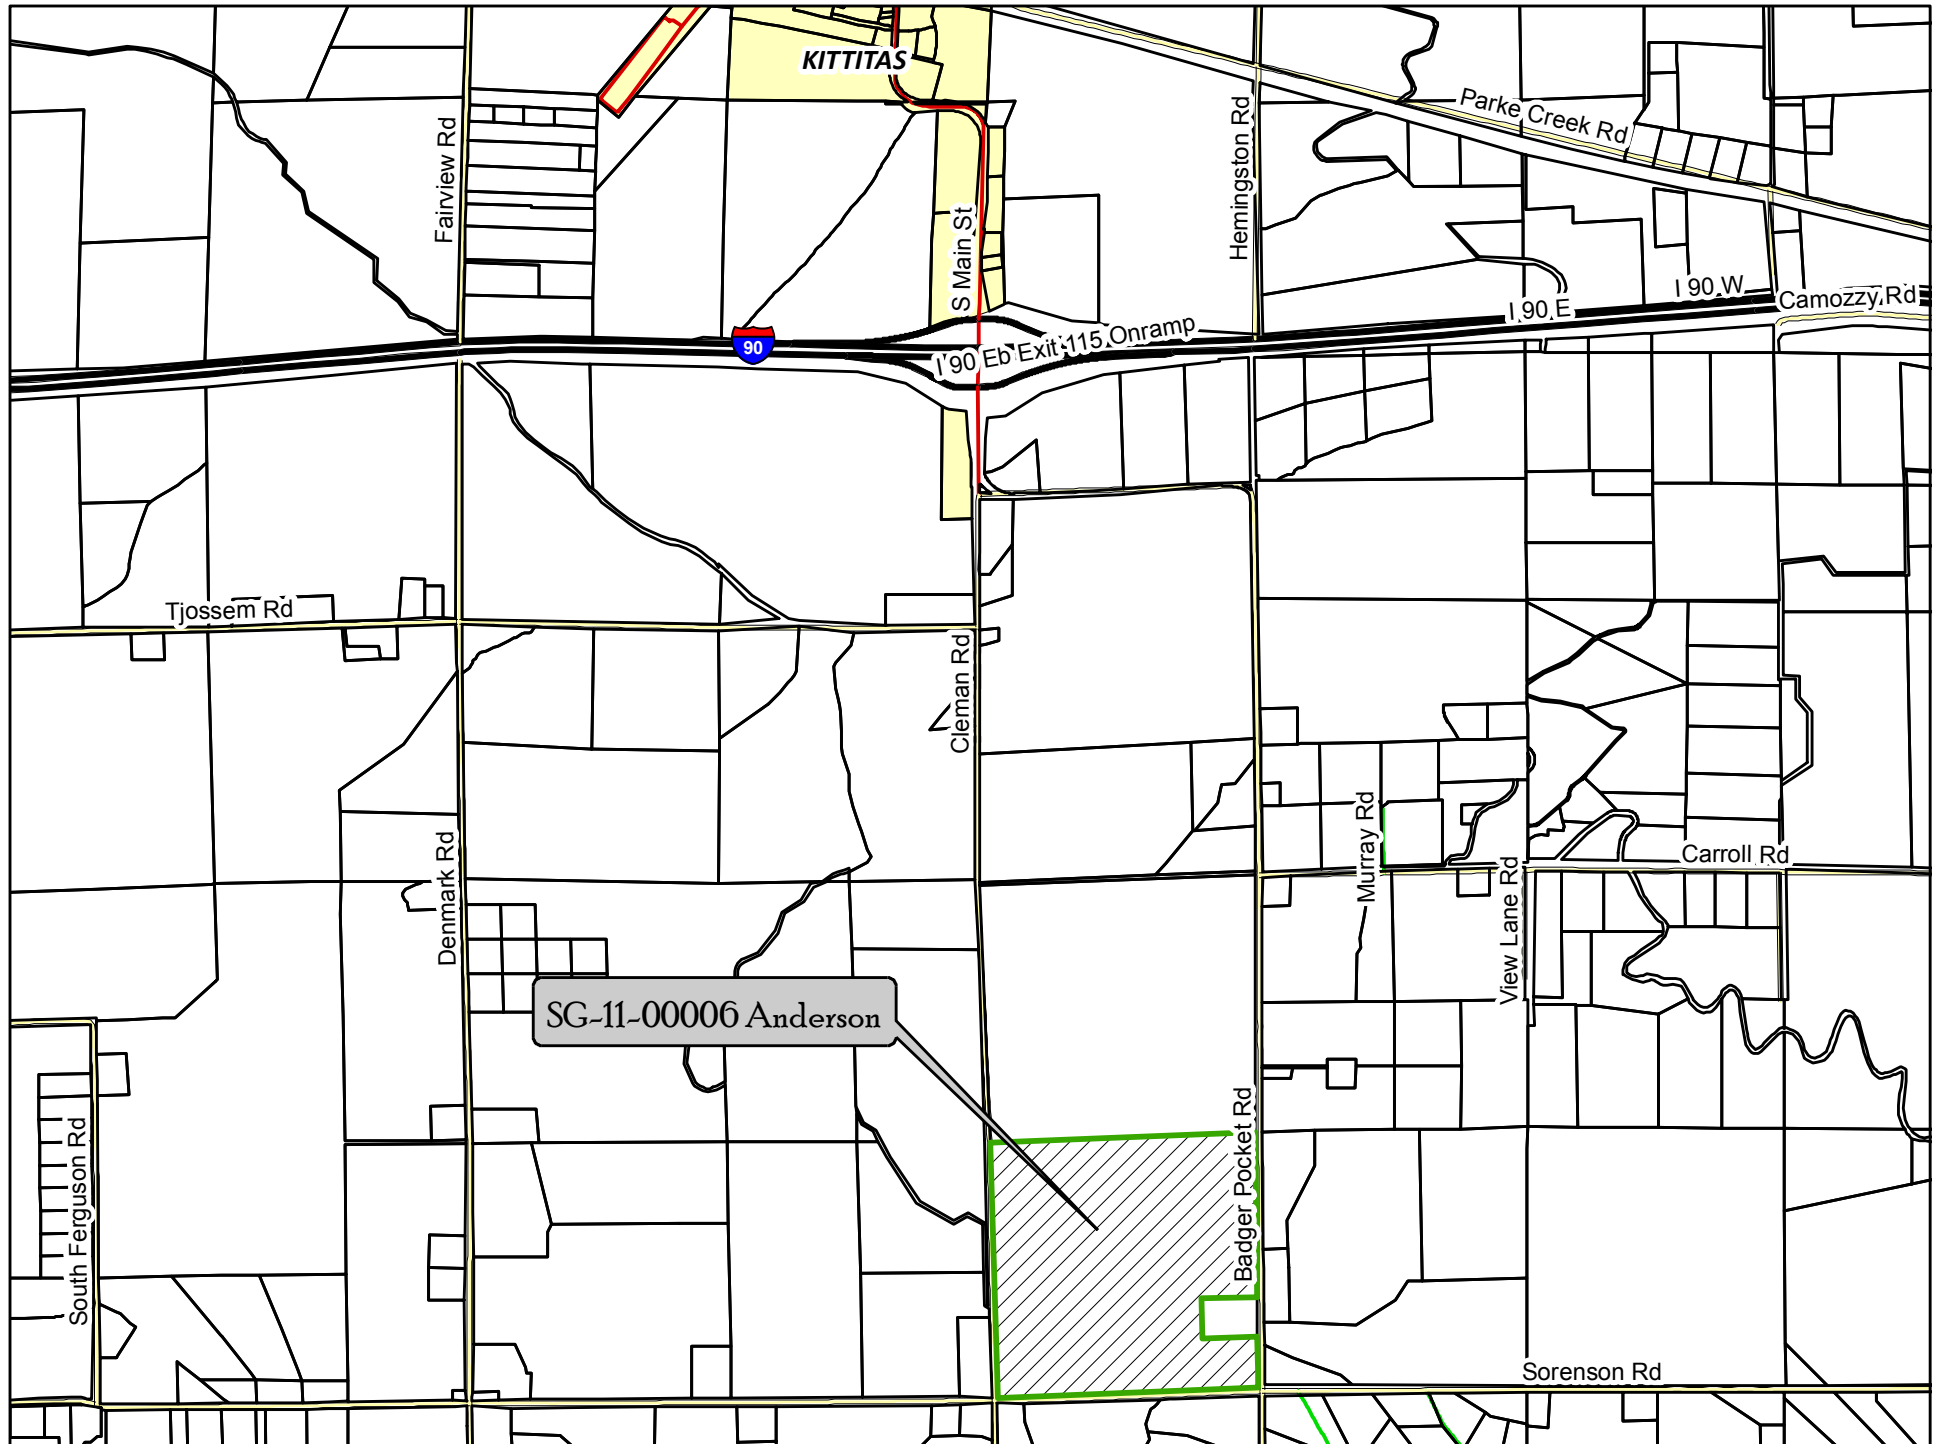 KITTITAS
Parke Creek Rd
Fairview Rd
Hemingston Rd
S Main St
I 90 W
Camozzy Rd
I 90 E
I 90 Eb Exit 115 Onramp
90
Tjossem Rd
Cleman Rd
Murray Rd
Carroll Rd
Denmark Rd
View Lane Rd
SG-11-00006 Anderson
Badger Pocket Rd
South Ferguson Rd
Sorenson Rd